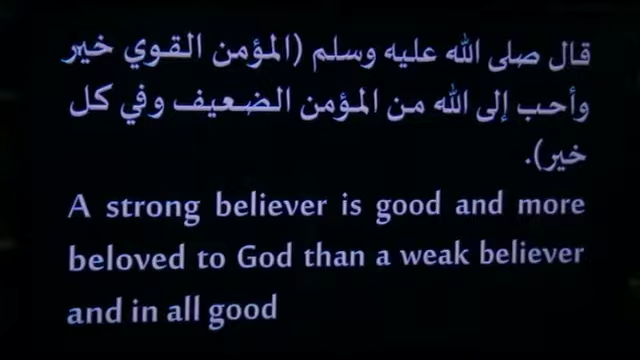 قال صلى الله عليه وسلم (المؤمن القوي خير
وأحب إلى الله من المؤمن الضعيف وفي كل
خير).
A strong believer is good and more
beloved to God than a weak believer
and in all good